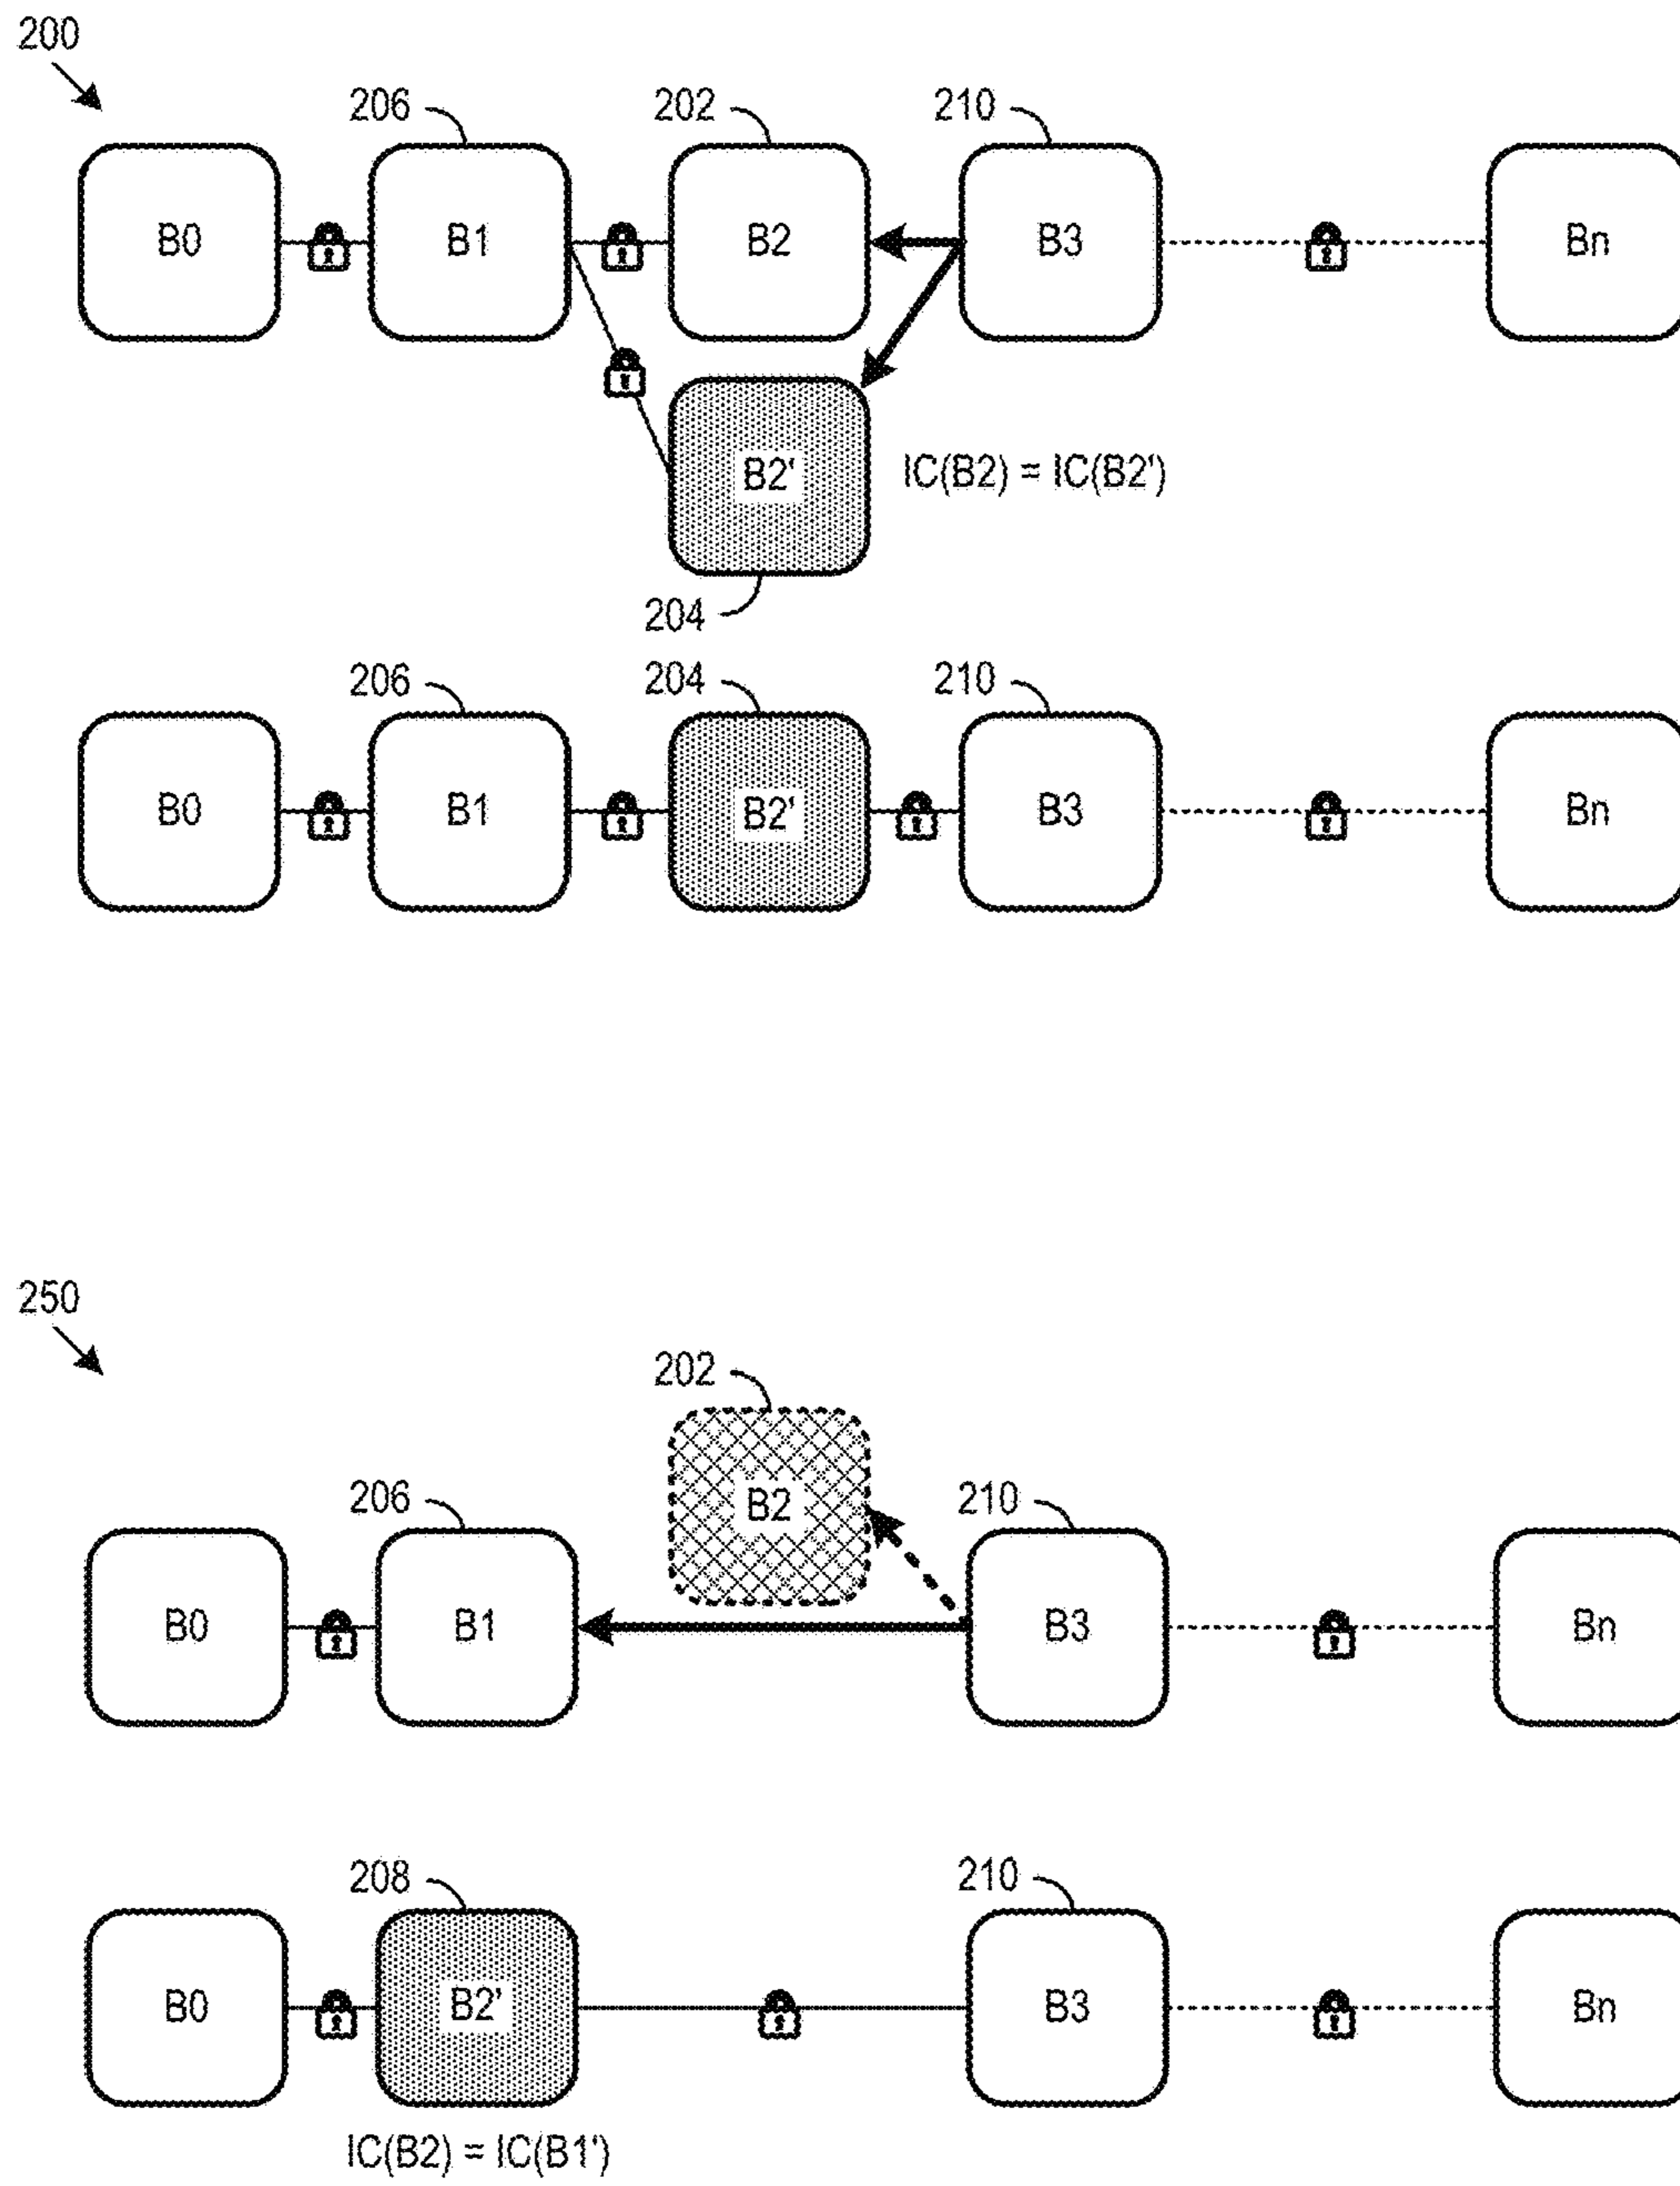 200
206 202 210
B0 B1 B2 B3 Bn
B2' IC(B2) = IC(B2')
204
206 204 210
B0 B1 B2' B3 Bn
250
202
B2
206 210
B0 B1 B3 Bn
208 210
B0 B2' B3 Bn
IC(B2) = IC(B1')